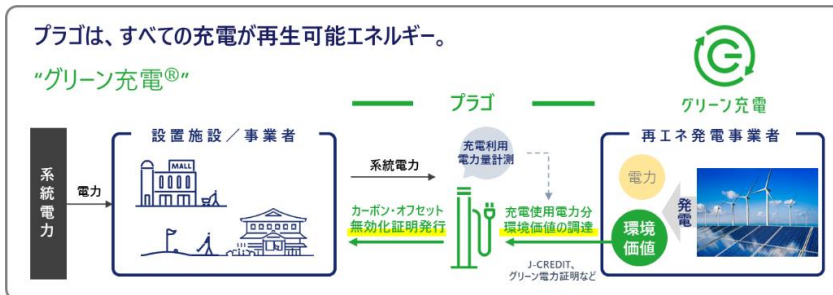 プラゴは、すべての充電が再生可能エネルギー。
“グリーン充電®”
グリーン充電
プラゴ
系統電力
電力
設置施設／事業者
MALL
系統電力
カーボン・オフセット
無効化証明発行
充電利用
電力量計測
充電使用電力分
環境価値の調達
J-CREDIT、
グリーン電力証明など
再エネ発電事業者
電力
環境
価値
発電